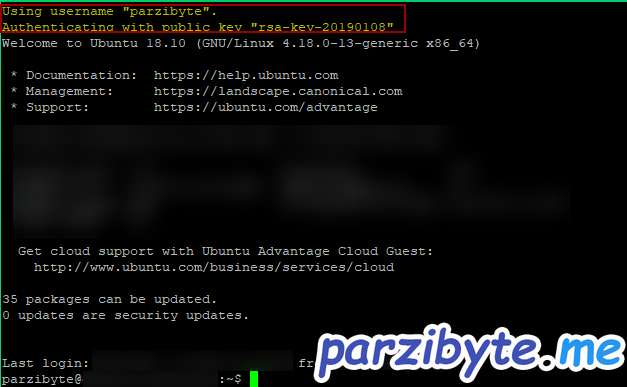 Using username "parzibyte".
Authenticating with public key "rsa-key-20190108"
Welcome to Ubuntu 18.10 (GNU/Linux 4.18.0-13-generic x86_64)
* Documentation: https://help.ubuntu.com
* Management: https://landscape.canonical.com
* Support: https://ubuntu.com/advantage
Get cloud support with Ubuntu Advantage Cloud Guest:
http://www.ubuntu.com/business/services/cloud
35 packages can be updated.
0 updates are security updates.
parzibyte.me
Last login: fr
parzibyte@ :~$